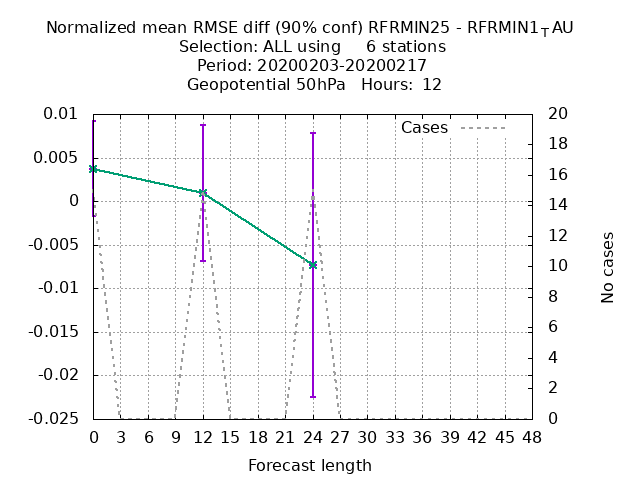 Normalized mean RMSE diff (90% conf) RFRMIN25 - RFRMIN1TAU
Selection: ALL using 6 stations
Period: 20200203-20200217
Geopotential 50hPa Hours: 12
Cases
0.01
0.005
0
-0.005
-0.01
-0.015
-0.02
-0.025
20
18
16
14
12
10
8
6
4
2
0
No cases
0 3 6 9 12 15 18 21 24 27 30 33 36 39 42 45 48
Forecast length